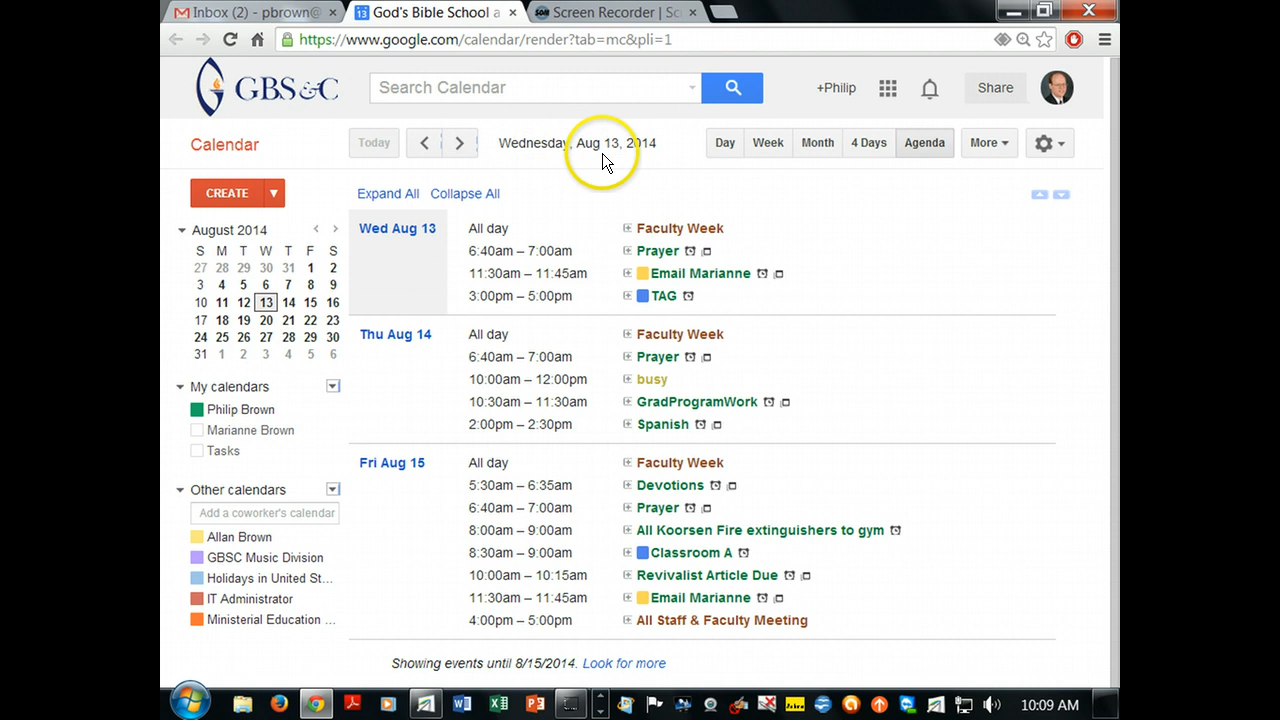 Inbox (2) - pbrown@
God's Bible School a
Screen Recorder | Sc
https://www.google.com/calendar/render?tab=mc&pli=1
GBS&C
Search Calendar
+Philip
Share
Calendar
Today
Wednesday, Aug 13, 2014
Day Week Month 4 Days Agenda
More
CREATE
Expand All Collapse All
August 2014
S M T W T F S
27 28 29 30 31 1 2
3 4 5 6 7 8 9
10 11 12 13 14 15 16
17 18 19 20 21 22 23
24 25 26 27 28 29 30
31 1 2 3 4 5 6
My calendars
Philip Brown
Marianne Brown
Tasks
Other calendars
Add a coworker's calendar
Allan Brown
GBSC Music Division
Holidays in United St...
IT Administrator
Ministerial Education ...
Wed Aug 13 All day Faculty Week
6:40am – 7:00am Prayer
11:30am – 11:45am Email Marianne
3:00pm – 5:00pm TAG
Thu Aug 14 All day Faculty Week
6:40am – 7:00am Prayer
10:00am – 12:00pm busy
10:30am – 11:30am GradProgramWork
2:00pm – 2:30pm Spanish
Fri Aug 15 All day Faculty Week
5:30am – 6:35am Devotions
6:40am – 7:00am Prayer
8:00am – 9:00am All Koorsen Fire extinguishers to gym
8:30am – 9:00am Classroom A
10:00am – 10:15am Revivalist Article Due
11:30am – 11:45am Email Marianne
4:00pm – 5:00pm All Staff & Faculty Meeting
Showing events until 8/15/2014. Look for more
10:09 AM